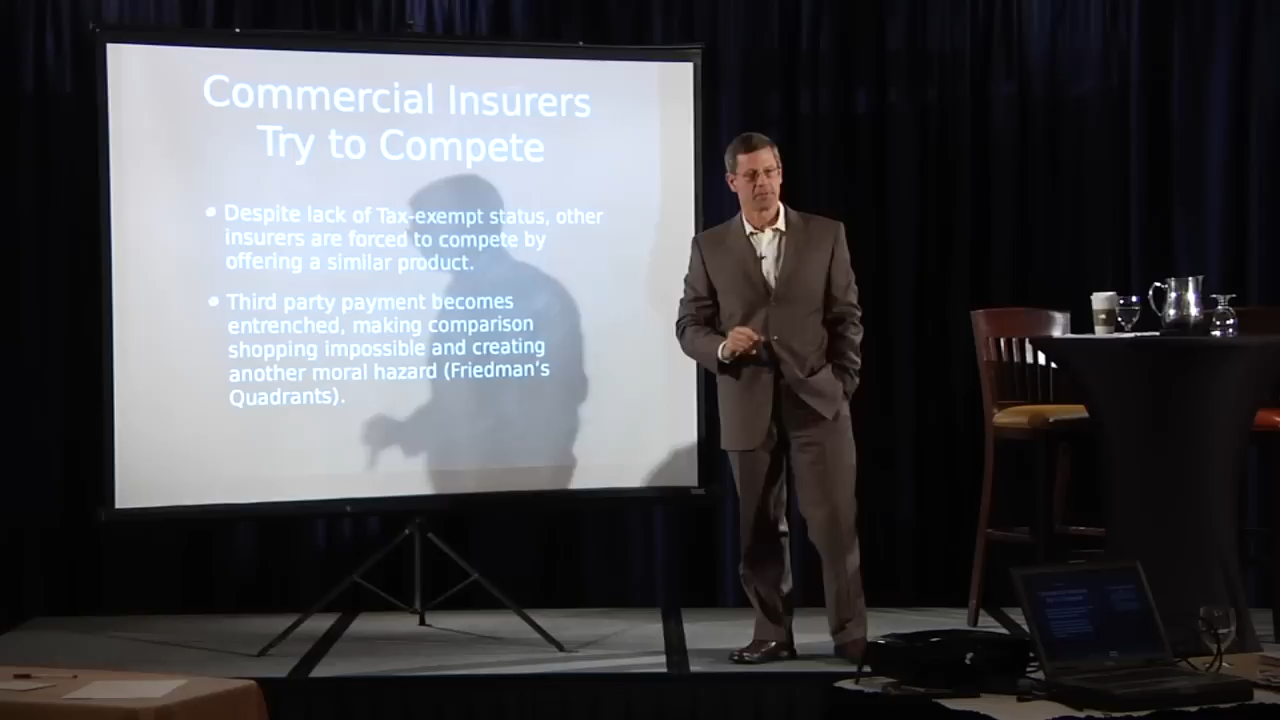 Commercial Insurers
Try to Compete
• Despite lack of Tax-exempt status, other
insurers are forced to compete by
offering a similar product.
• Third party payment becomes
entrenched, making comparison
shopping impossible and creating
another moral hazard (Friedman's
Quadrants).